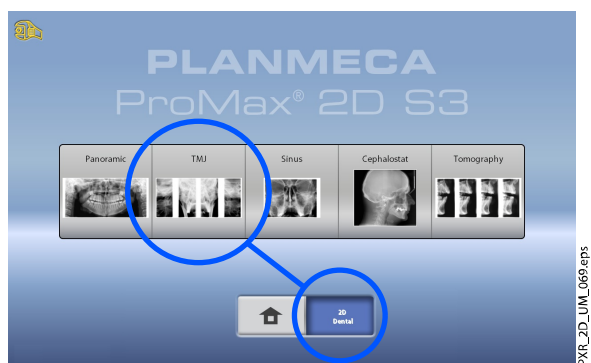 PLANMECA
ProMax® 2D S3
Panoramic
TMJ
Sinus
Cephalostat
Tomography
2D
Dental
PXR_2D_UM_069.eps